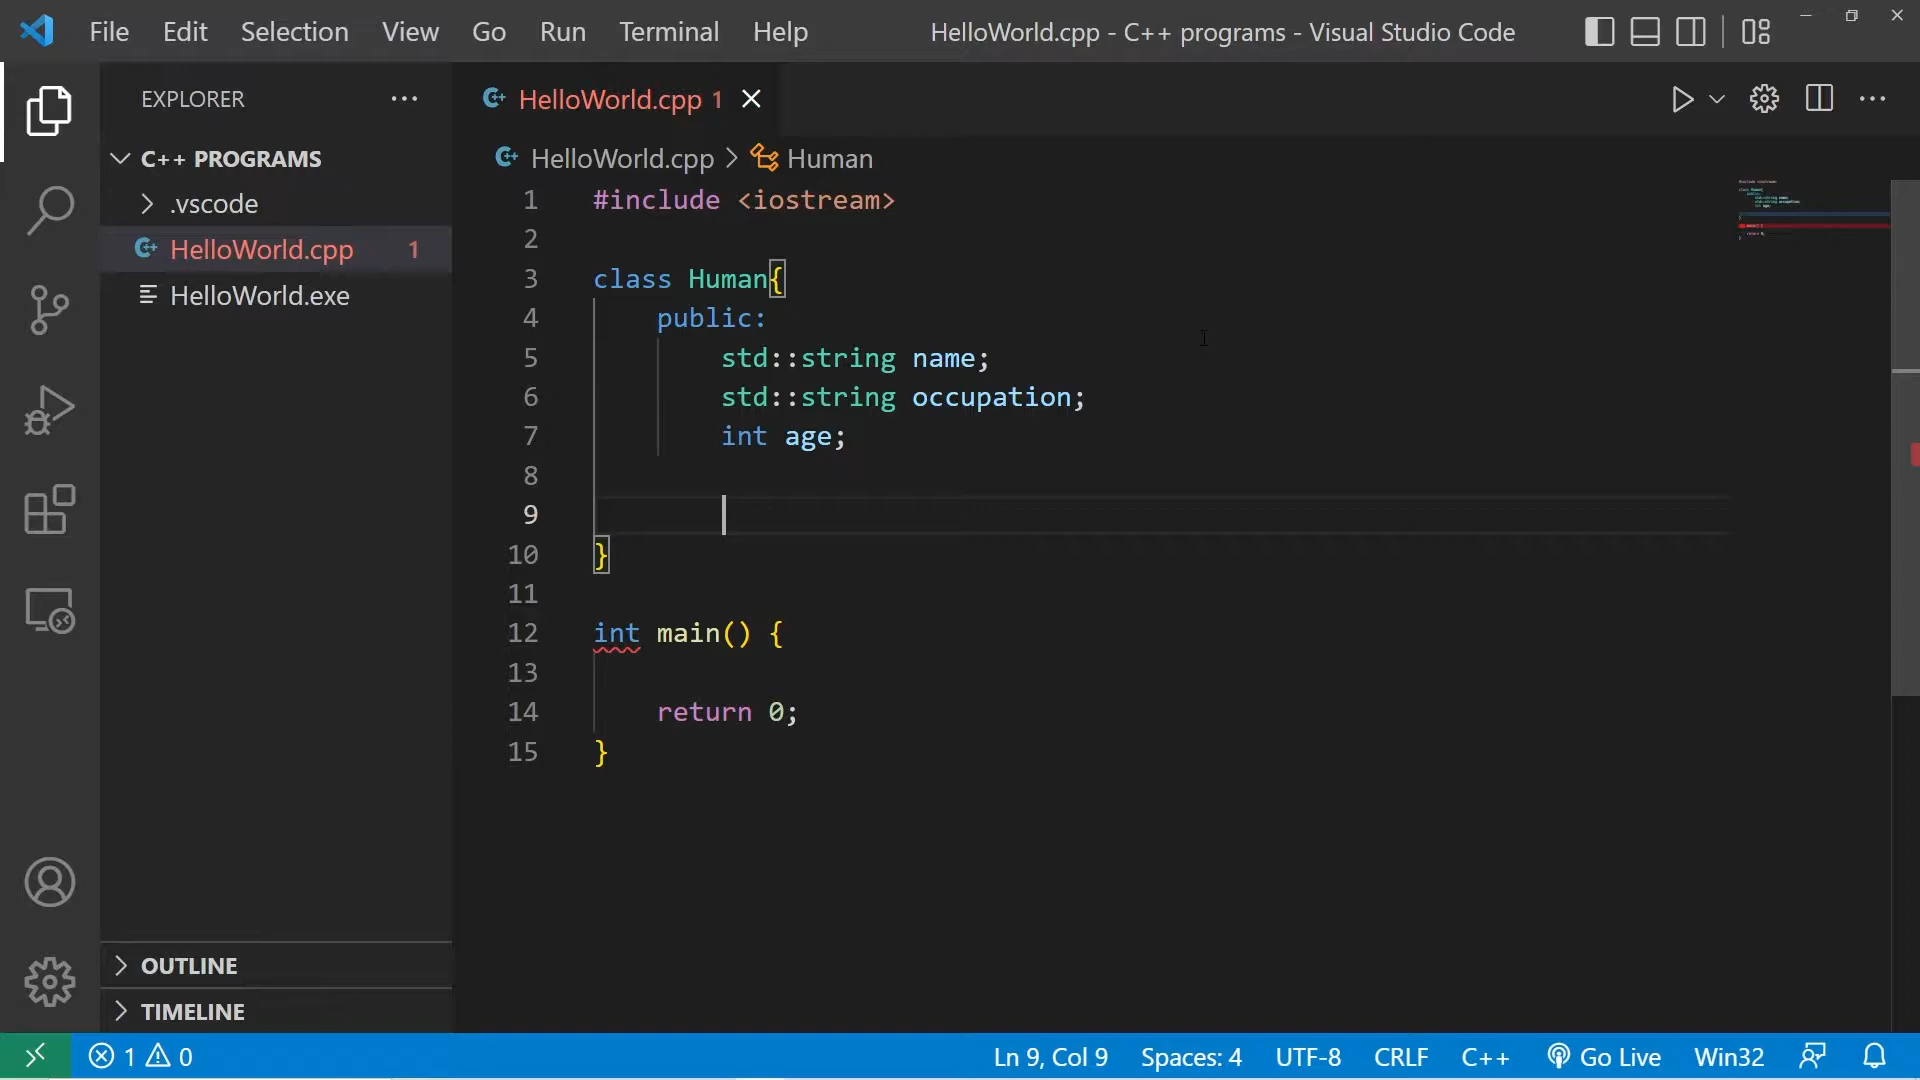 File Edit Selection View Go Run Terminal Help HelloWorld.cpp - C++ programs - Visual Studio Code
EXPLORER
C++ PROGRAMS
.vscode
HelloWorld.cpp 1
HelloWorld.exe
OUTLINE
TIMELINE
HelloWorld.cpp 1
HelloWorld.cpp > Human
1 #include <iostream>
2
3 class Human{
4     public:
5         std::string name;
6         std::string occupation;
7         int age;
8
9
10 }
11
12 int main() {
13
14     return 0;
15 }
1 0 Ln 9, Col 9 Spaces: 4 UTF-8 CRLF C++ Go Live Win32